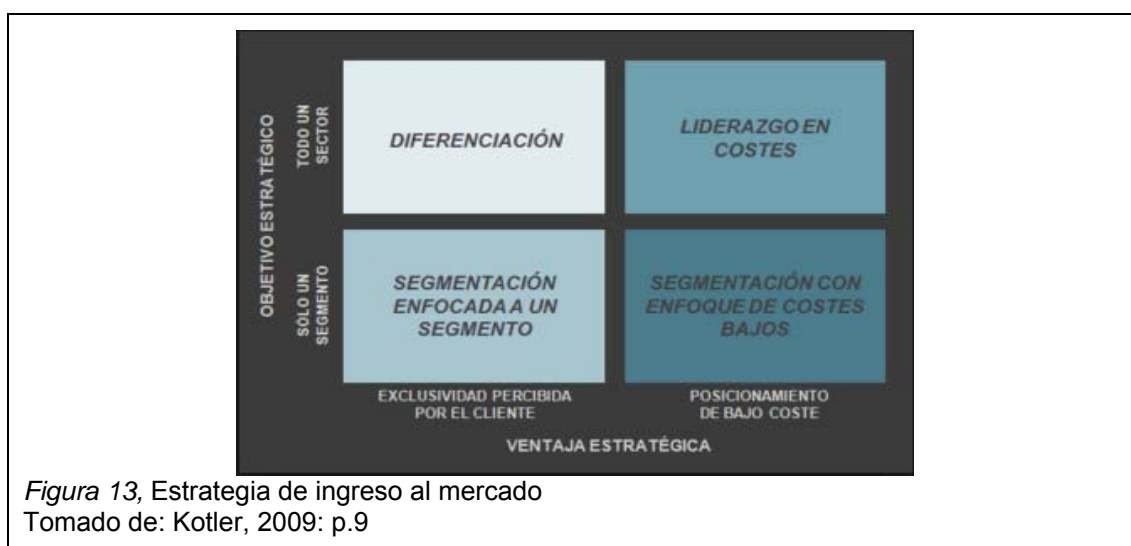 OBJETIVO ESTRATÉGICO
TODO UN
SECTOR
DIFERENCIACIÓN
LIDERAZGO EN
COSTES
SÓLO UN
SEGMENTO
SEGMENTACIÓN
ENFOCADA A UN
SEGMENTO
SEGMENTACIÓN CON
ENFOQUE DE COSTES
BAJOS
EXCLUSIVIDAD PERCIBIDA
POR EL CLIENTE
POSICIONAMIENTO
DE BAJO COSTE
VENTAJA ESTRATÉGICA
Figura 13, Estrategia de ingreso al mercado
Tomado de: Kotler, 2009: p.9